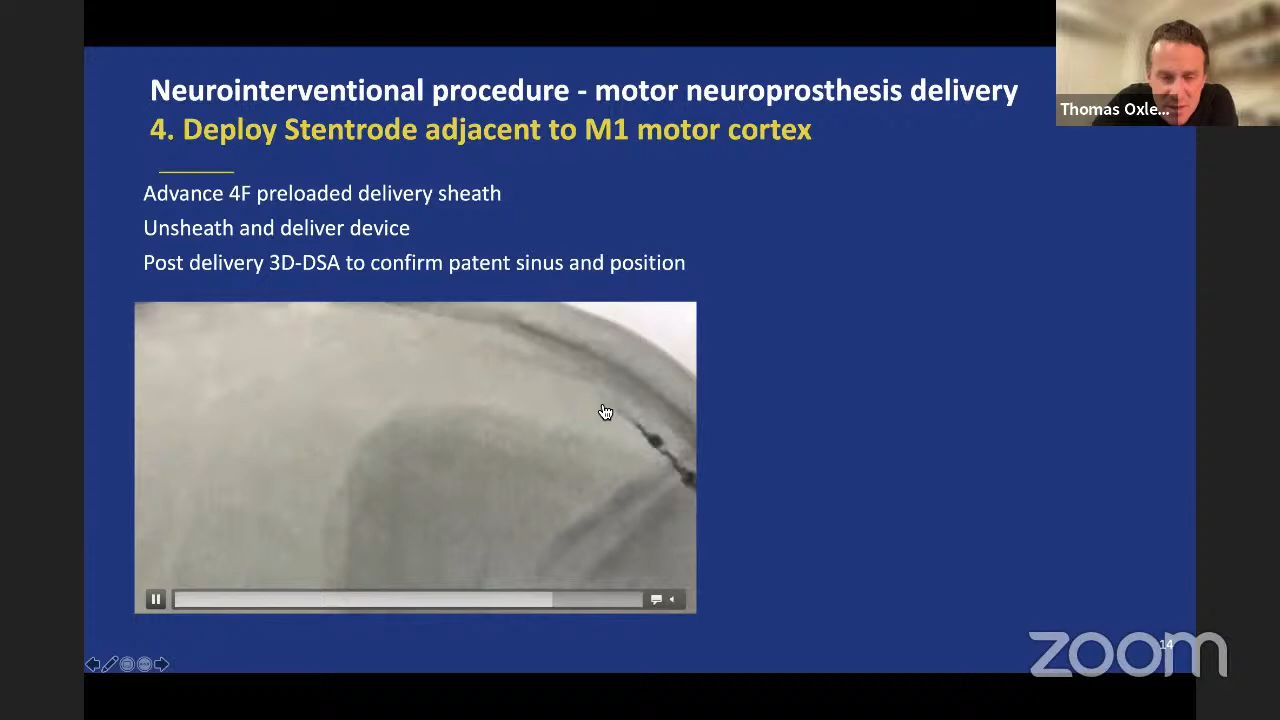 Neurointerventional procedure - motor neuroprosthesis delivery
4. Deploy Stentrode adjacent to M1 motor cortex
Advance 4F preloaded delivery sheath
Unsheath and deliver device
Post delivery 3D-DSA to confirm patent sinus and position
Thomas Oxle...
14
zoom